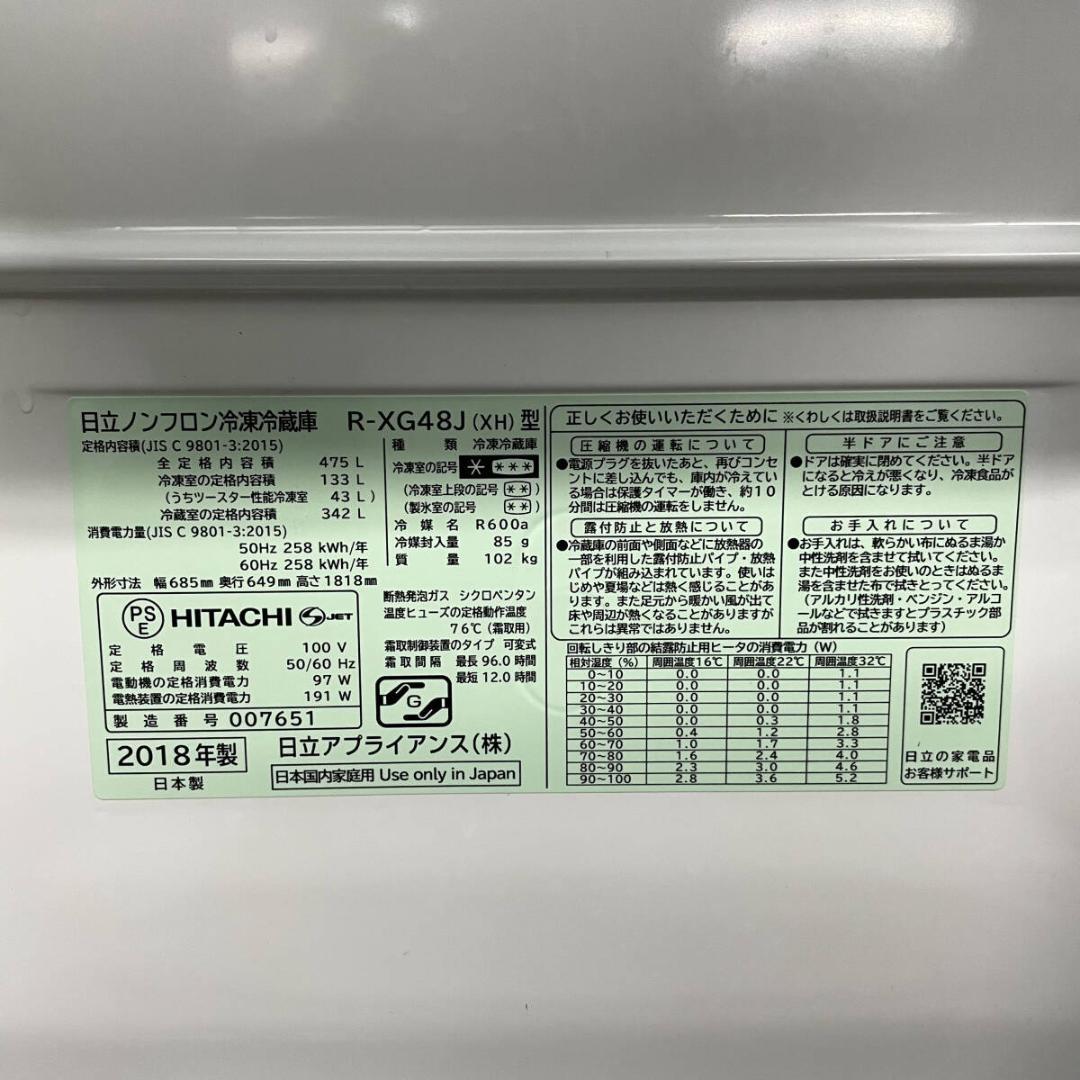 日立ノンフロン冷凍冷蔵庫 R-XG48J(XH)型
定格内容積(JIS C 9801-3:2015)
全定格内容積 475 L
冷凍室の定格内容積 133 L
(うちツースター性能冷凍室 43 L)
冷蔵室の定格内容積 342 L
消費電力量(JIS C 9801-3:2015)
50Hz 258 kWh/年
60Hz 258 kWh/年
外形寸法 幅685mm 奥行649mm 高さ1818mm
種類 冷凍冷蔵庫
冷凍室の記号 * ***
(冷凍室上段の記号 **)
(製氷室の記号 **)
冷媒名 R600a
冷媒封入量 85 g
質量 102 kg
PS
E
HITACHI JET
定格電圧 100 V
定格周波数 50/60 Hz
電動機の定格消費電力 97 W
電熱装置の定格消費電力 191 W
製造番号 007651
断熱発泡ガス シクロペンタン
温度ヒューズの定格動作温度
76℃(霜取用)
霜取制御装置のタイプ 可変式
霜取間隔 最長 96.0 時間
最短 12.0 時間
G
2018年製
日本製
日立アプライアンス(株)
日本国内家庭用 Use only in Japan
正しくお使いいただくために ※くわしくは取扱説明書をご覧ください。
圧縮機の運転について
●電源プラグを抜いたあと、再びコンセ
ントに差し込んでも、庫内が冷えてい
る場合は保護タイマーが働き、約10
分間は圧縮機の運転をしません。
露付防止と放熱について
●冷蔵庫の前面や側面などに放熱器の
一部を利用した露付防止パイプ・放熱
パイプが組み込まれています。使いは
じめや夏場などは熱く感じることがあ
ります。また足元から暖かい風が出て
床や周辺が熱くなることがありますが
これらは異常ではありません。
半ドアにご注意
●ドアは確実に閉めてください。半ドア
になると冷えが悪くなり、冷凍食品が
とける原因になります。
お手入れについて
●お手入れは、軟らかい布にぬるま湯か
中性洗剤を含ませて拭いてください。
また中性洗剤をお使いのときはぬるま
湯を含ませた布で拭きとってください。
(アルカリ性洗剤・ベンジン・アルコ
ールなどで拭きますとプラスチック部
品が割れることがあります)
回転しきり部の結露防止用ヒータの消費電力(W)
相対湿度(%) 周囲温度16℃ 周囲温度22℃ 周囲温度32℃
0~10 0.0 0.0 1.1
10~20 0.0 0.0 1.1
20~30 0.0 0.0 1.1
30~40 0.0 0.0 1.1
40~50 0.0 0.3 1.8
50~60 0.4 1.2 2.8
60~70 1.0 1.7 3.3
70~80 1.6 2.4 4.0
80~90 2.3 3.0 4.6
90~100 2.8 3.6 5.2
日立の家電品
お客様サポート